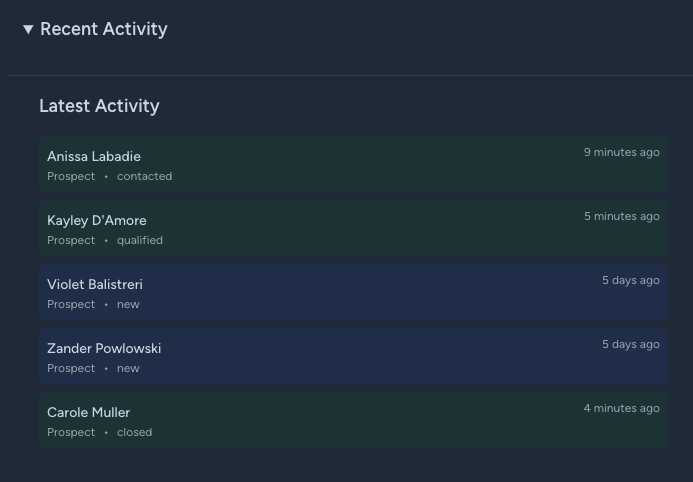 Recent Activity
Latest Activity
Anissa Labadie
9 minutes ago
Prospect • contacted
Kayley D'Amore
5 minutes ago
Prospect • qualified
Violet Balistreri
5 days ago
Prospect • new
Zander Powlowski
5 days ago
Prospect • new
Carole Muller
4 minutes ago
Prospect • closed